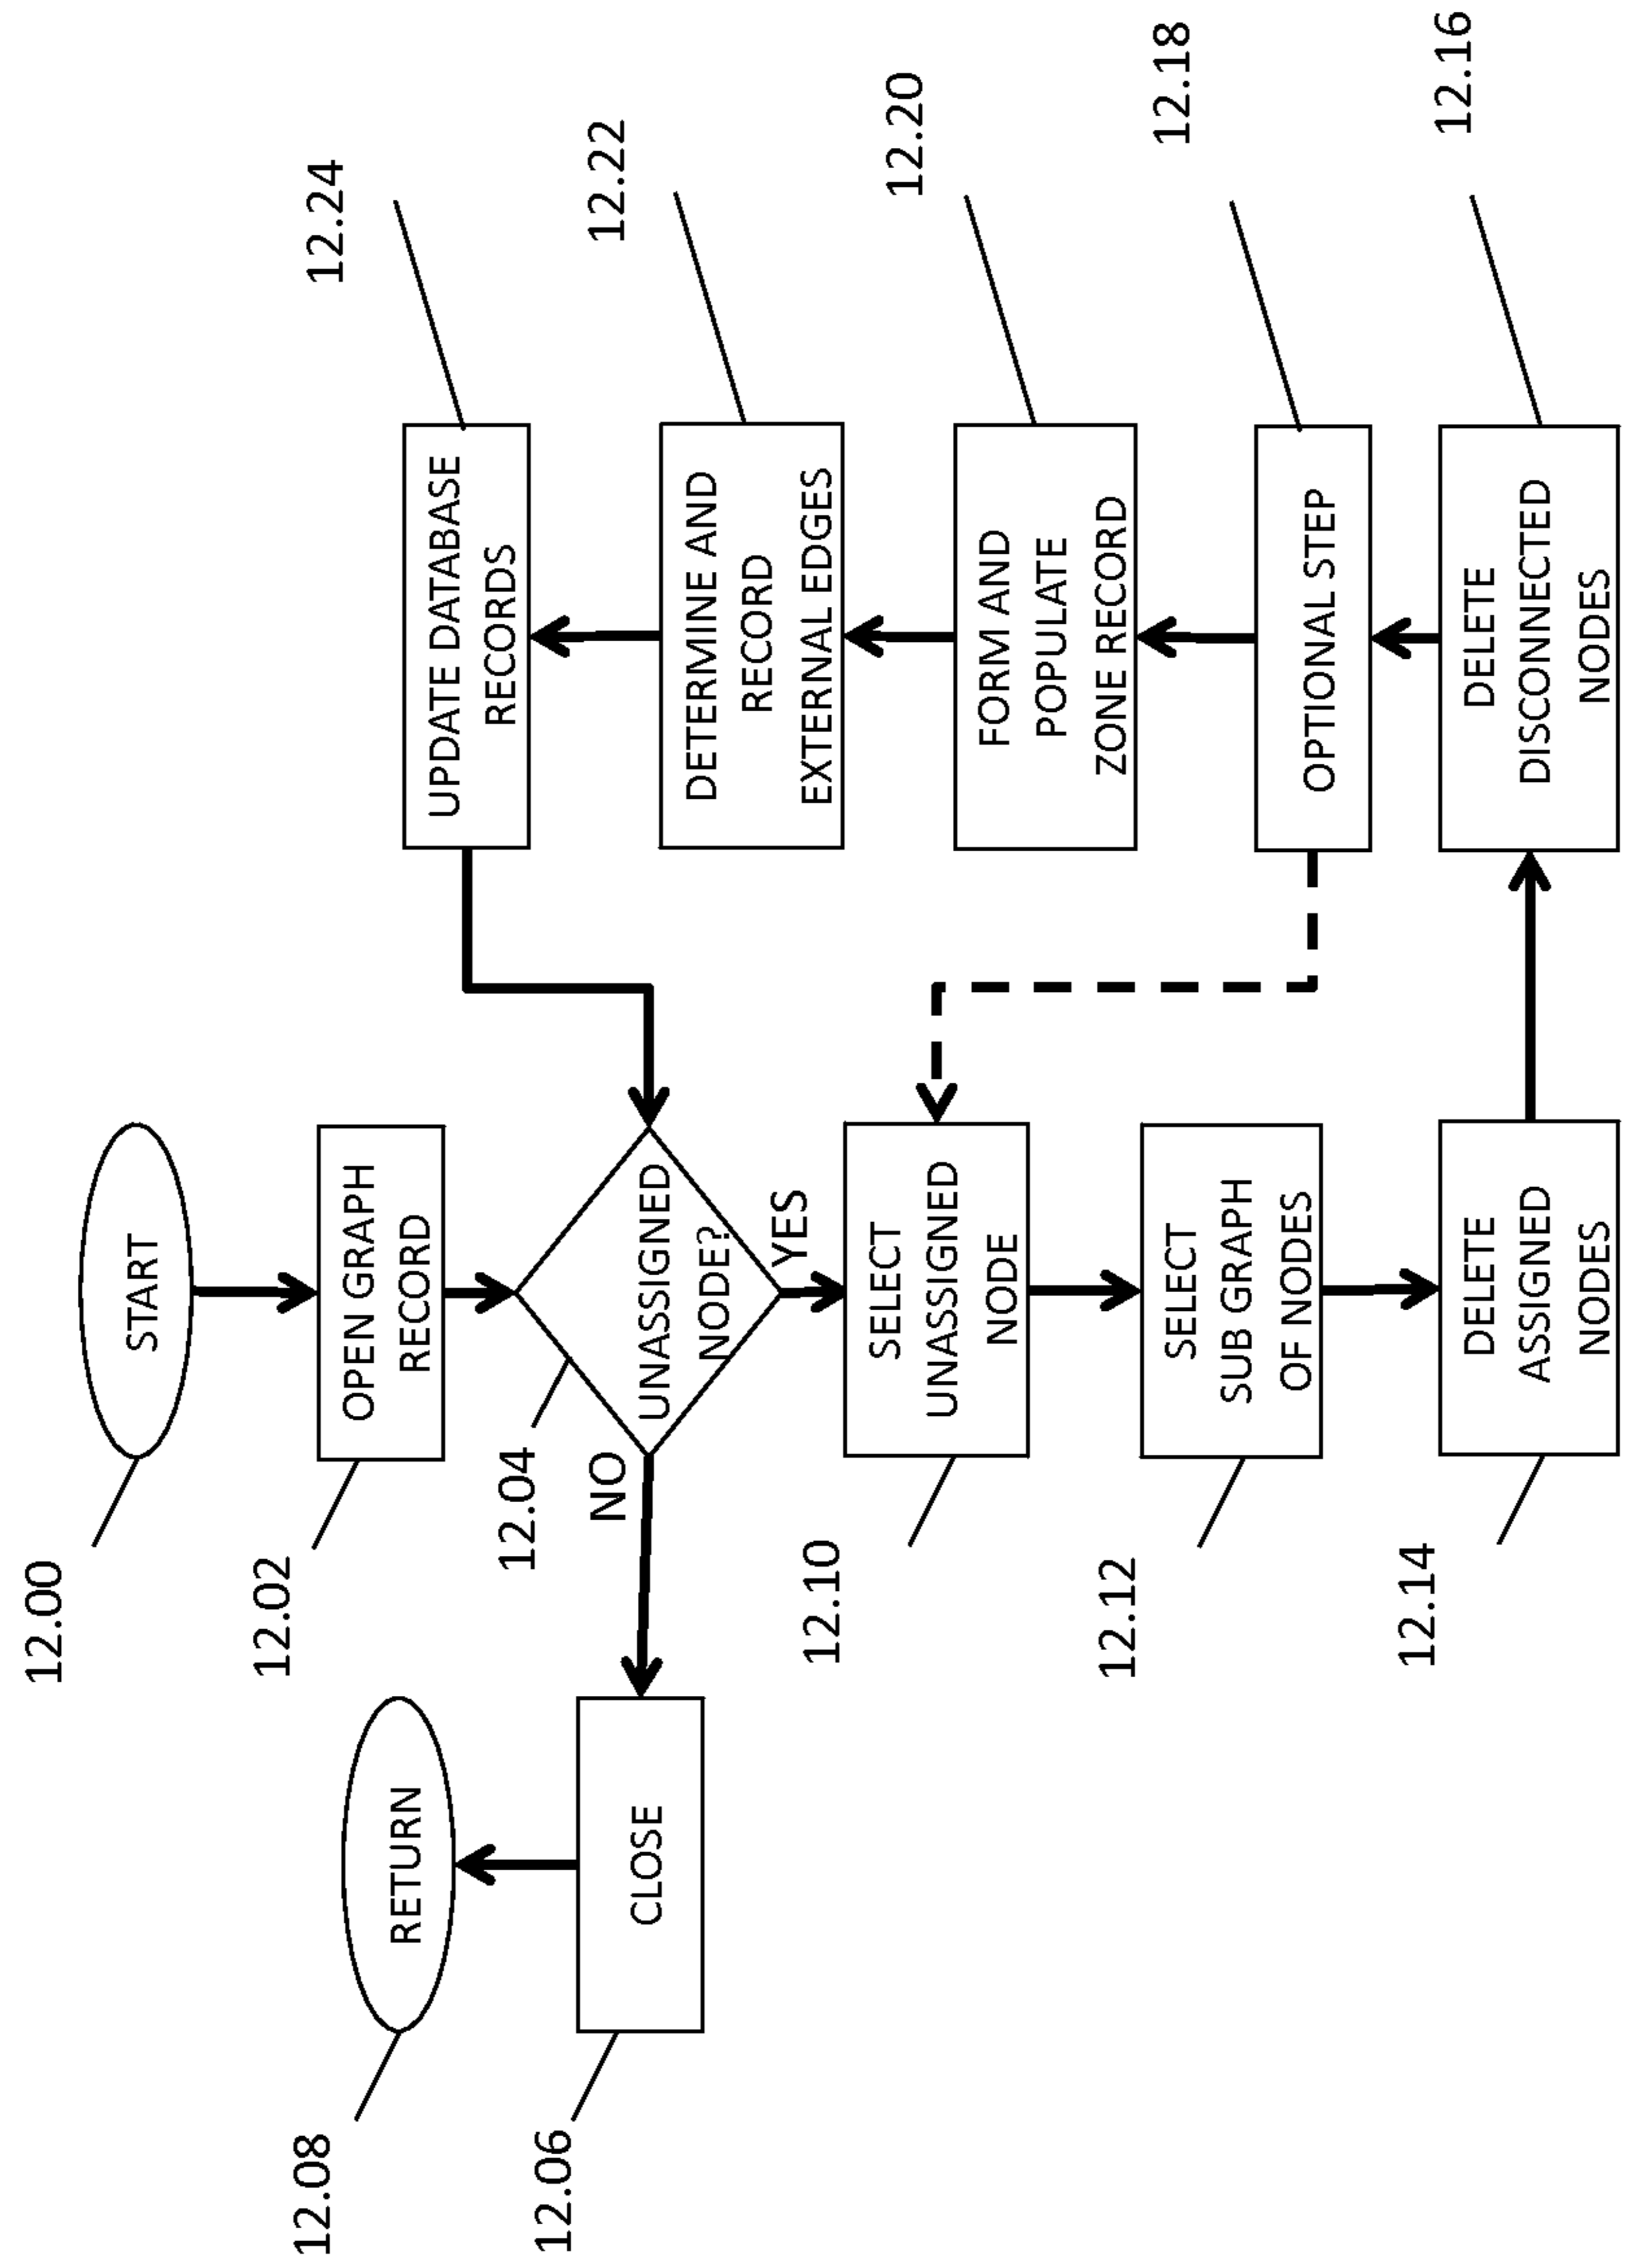 12.00
START
12.02
OPEN GRAPH
RECORD
12.04
UNASSIGNED
NODE?
NO
YES
12.06
CLOSE
12.08
RETURN
12.10
SELECT
UNASSIGNED
NODE
12.12
SELECT
SUB GRAPH
OF NODES
12.14
DELETE
ASSIGNED
NODES
12.16
DELETE
DISCONNECTED
NODES
12.18
OPTIONAL STEP
12.20
FORM AND
POPULATE
ZONE RECORD
12.22
DETERMINE AND
RECORD
EXTERNAL EDGES
12.24
UPDATE DATABASE
RECORDS